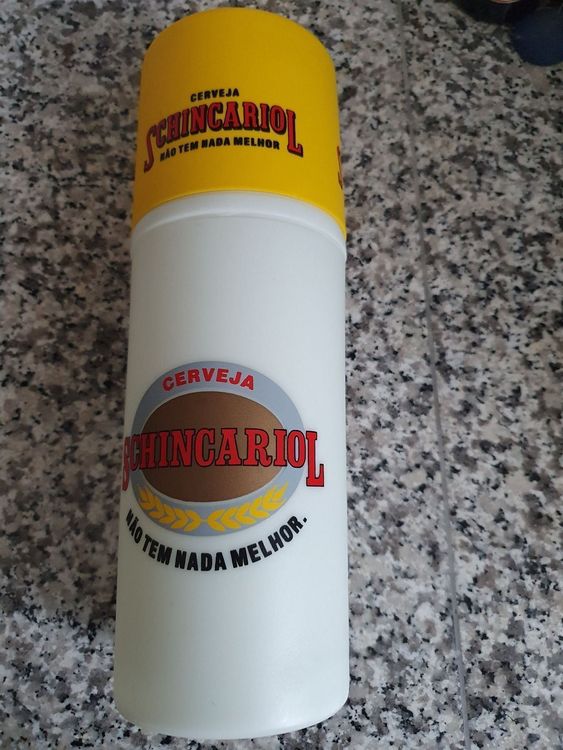 CERVEJA
SCHINCARIOL
NÃO TEM NADA MELHOR
CERVEJA
SCHINCARIOL
NÃO TEM NADA MELHOR.